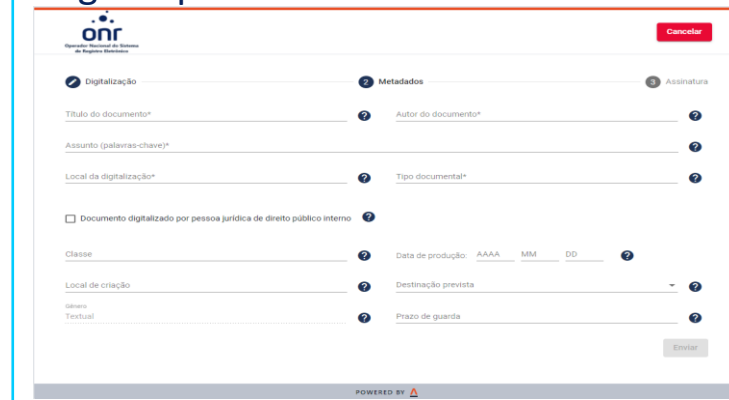 onr
Operador Nacional do Sistema
de Registro Eletrônico
Cancelar
Digitalização 2 Metadados 3 Assinatura
Título do documento* ? Autor do documento* ?
Assunto (palavras-chave)* ?
Local da digitalização* ? Tipo documental* ?
Documento digitalizado por pessoa jurídica de direito público interno ?
Classe ? Data de produção: AAAA MM DD ?
Local de criação ? Destinação prevista ?
Gênero
Textual ? Prazo de guarda ?
Enviar
POWERED BY